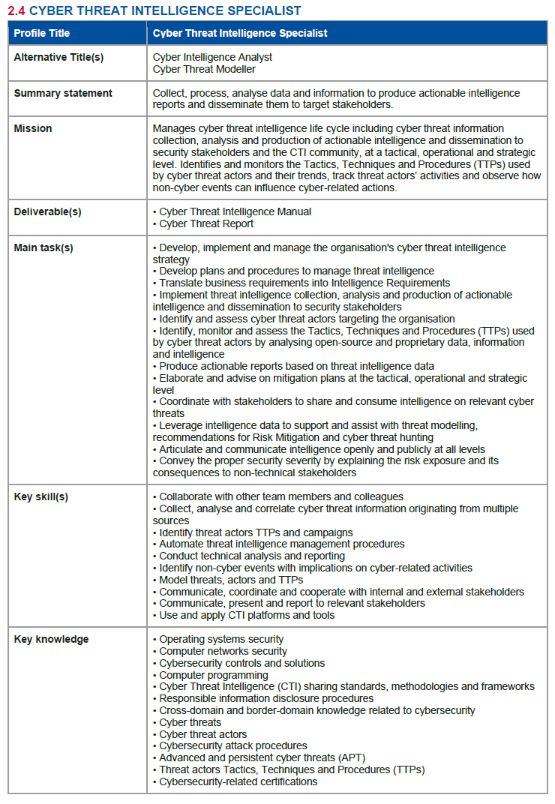 2.4 CYBER THREAT INTELLIGENCE SPECIALIST
Profile Title
Cyber Threat Intelligence Specialist
Alternative Title(s)
Cyber Intelligence Analyst
Cyber Threat Modeller
Summary statement
Collect, process, analyse data and information to produce actionable intelligence
reports and disseminate them to target stakeholders.
Mission
Manages cyber threat intelligence life cycle including cyber threat information
collection, analysis and production of actionable intelligence and dissemination to
security stakeholders and the CTI community, at a tactical, operational and strategic
level. Identifies and monitors the Tactics, Techniques and Procedures (TTPs) used
by cyber threat actors and their trends, track threat actors' activities and observe how
non-cyber events can influence cyber-related actions.
Deliverable(s)
• Cyber Threat Intelligence Manual
• Cyber Threat Report
Main task(s)
• Develop, implement and manage the organisation's cyber threat intelligence
strategy
• Develop plans and procedures to manage threat intelligence
• Translate business requirements into Intelligence Requirements
• Implement threat intelligence collection, analysis and production of actionable
intelligence and dissemination to security stakeholders
• Identify and assess cyber threat actors targeting the organisation
• Identify, monitor and assess the Tactics, Techniques and Procedures (TTPs) used
by cyber threat actors by analysing open-source and proprietary data, information
and intelligence
• Produce actionable reports based on threat intelligence data
• Elaborate and advise on mitigation plans at the tactical, operational and strategic
level
• Coordinate with stakeholders to share and consume intelligence on relevant cyber
threats
• Leverage intelligence data to support and assist with threat modelling,
recommendations for Risk Mitigation and cyber threat hunting
• Articulate and communicate intelligence openly and publicly at all levels
• Convey the proper security severity by explaining the risk exposure and its
consequences to non-technical stakeholders
Key skill(s)
• Collaborate with other team members and colleagues
• Collect, analyse and correlate cyber threat information originating from multiple
sources
• Identify threat actors TTPs and campaigns
• Automate threat intelligence management procedures
• Conduct technical analysis and reporting
• Identify non-cyber events with implications on cyber-related activities
• Model threats, actors and TTPs
• Communicate, coordinate and cooperate with internal and external stakeholders
• Communicate, present and report to relevant stakeholders
• Use and apply CTI platforms and tools
Key knowledge
• Operating systems security
• Computer networks security
• Cybersecurity controls and solutions
• Computer programming
• Cyber Threat Intelligence (CTI) sharing standards, methodologies and frameworks
• Responsible information disclosure procedures
• Cross-domain and border-domain knowledge related to cybersecurity
• Cyber threats
• Cyber threat actors
• Cybersecurity attack procedures
• Advanced and persistent cyber threats (APT)
• Threat actors Tactics, Techniques and Procedures (TTPs)
• Cybersecurity-related certifications